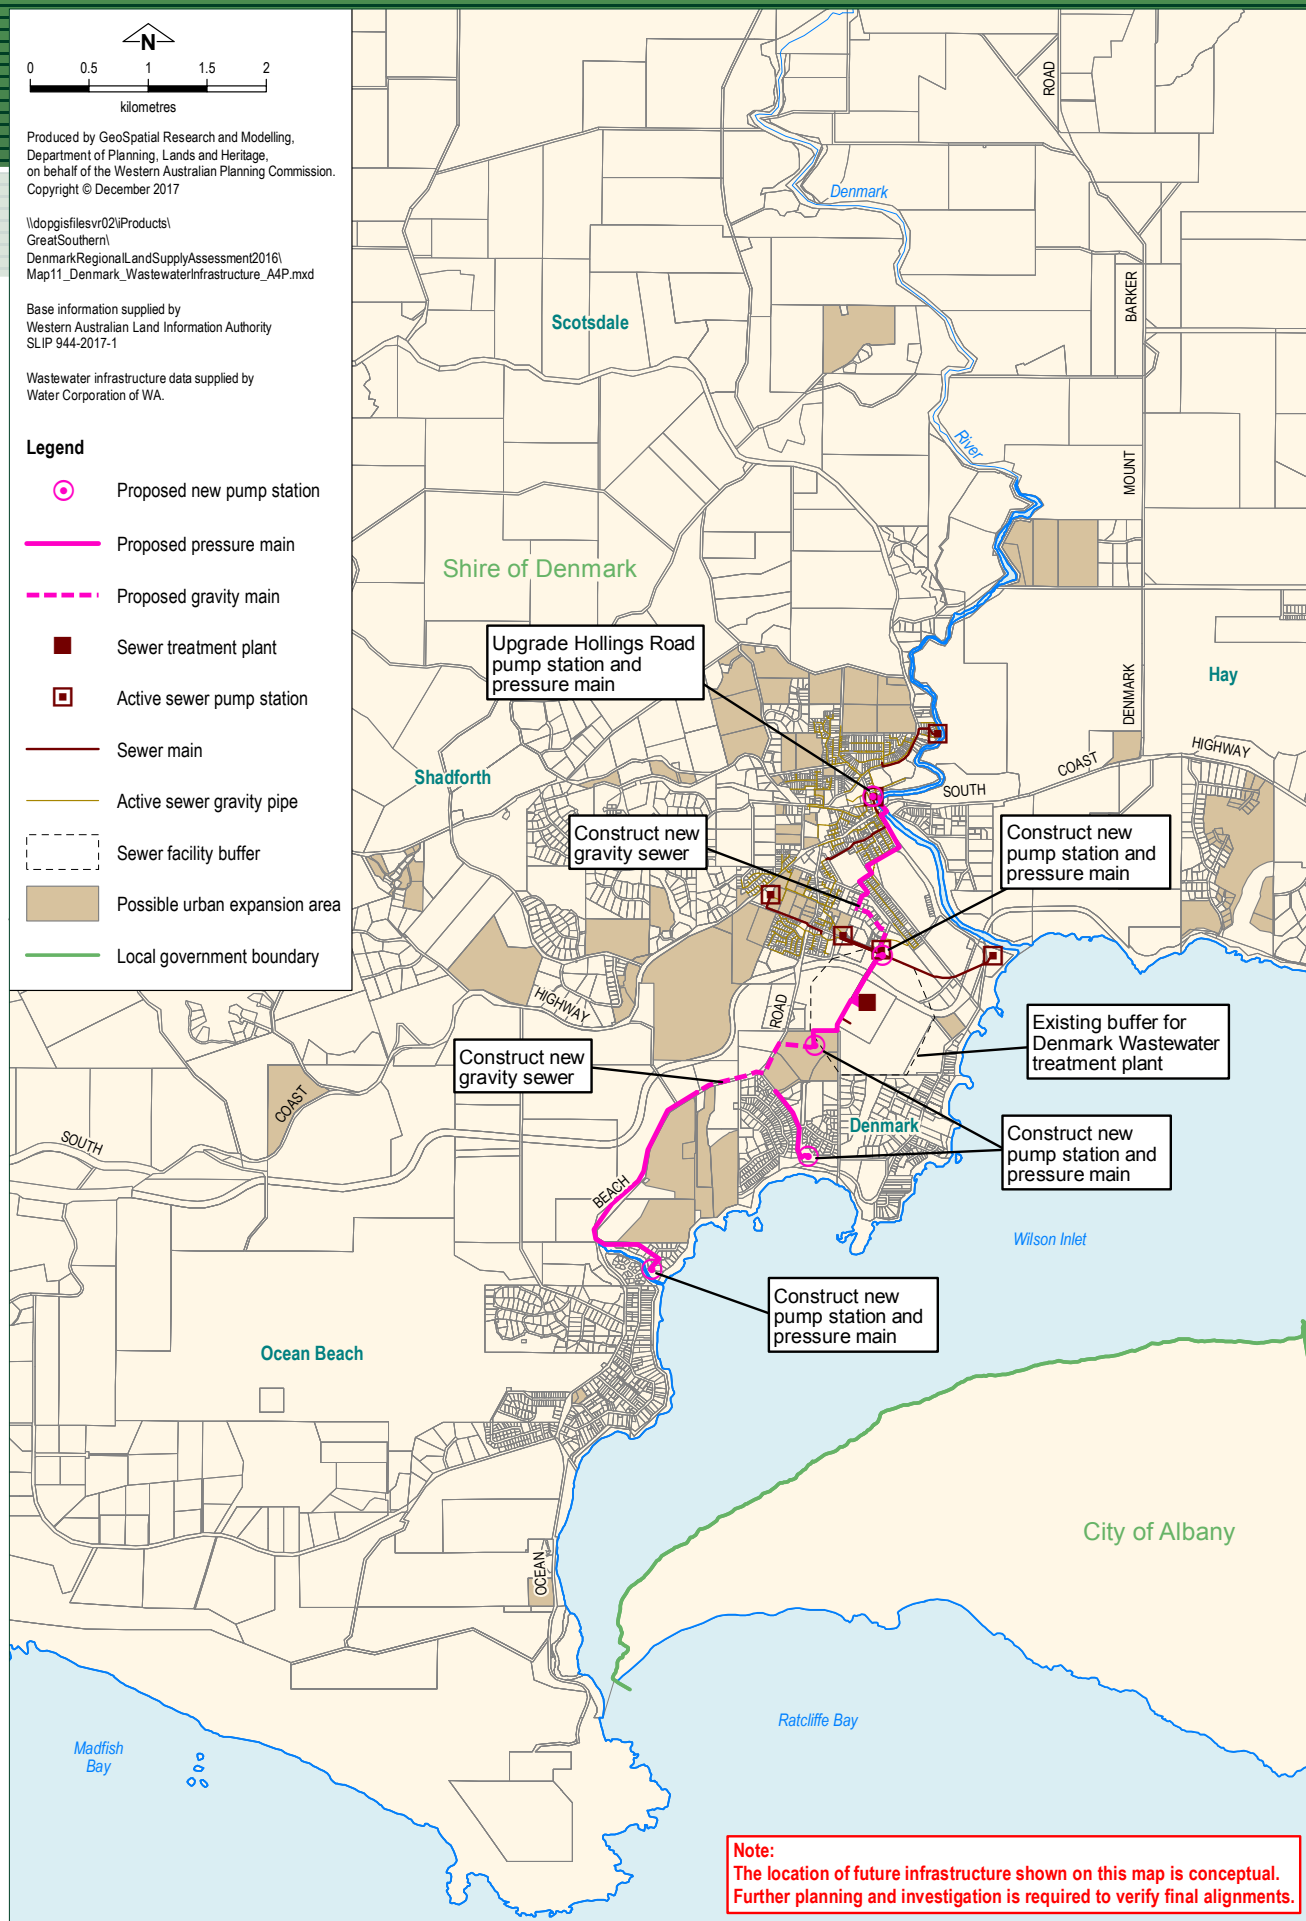 N
0 0.5 1 1.5 2
kilometres
Produced by GeoSpatial Research and Modelling,
Department of Planning, Lands and Heritage,
on behalf of the Western Australian Planning Commission.
Copyright © December 2017
\\dopgisfilesvr02\iProducts\
GreatSouthern\
DenmarkRegionalLandSupplyAssessment2016\
Map11_Denmark_WastewaterInfrastructure_A4P.mxd
Base information supplied by
Western Australian Land Information Authority
SLIP 944-2017-1
Wastewater infrastructure data supplied by
Water Corporation of WA.
Legend
Proposed new pump station
Proposed pressure main
Proposed gravity main
Sewer treatment plant
Active sewer pump station
Sewer main
Active sewer gravity pipe
Sewer facility buffer
Possible urban expansion area
Local government boundary
ROAD
Denmark
BARKER
Scotsdale
River
MOUNT
Shire of Denmark
Upgrade Hollings Road
pump station and
pressure main
Hay
DENMARK
HIGHWAY
COAST
SOUTH
Shadforth
Construct new
gravity sewer
Construct new
pump station and
pressure main
HIGHWAY
ROAD
Existing buffer for
Denmark Wastewater
treatment plant
Construct new
gravity sewer
COAST
SOUTH
Denmark
Construct new
pump station and
pressure main
BEACH
Wilson Inlet
Construct new
pump station and
pressure main
Ocean Beach
City of Albany
OCEAN
Ratcliffe Bay
Madfish
Bay
Note:
The location of future infrastructure shown on this map is conceptual.
Further planning and investigation is required to verify final alignments.